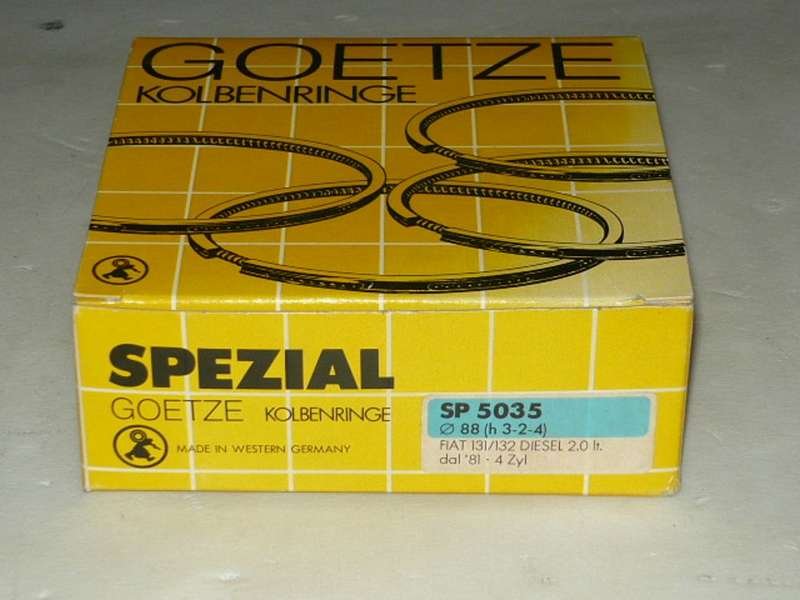 GOETZE
KOLBENRINGE
SPEZIAL
GOETZE KOLBENRINGE
MADE IN WESTERN GERMANY
SP 5035
∅ 88 (h 3-2-4)
FIAT 131/132 DIESEL 2.0 lt.
dal '81 - 4 Zyl